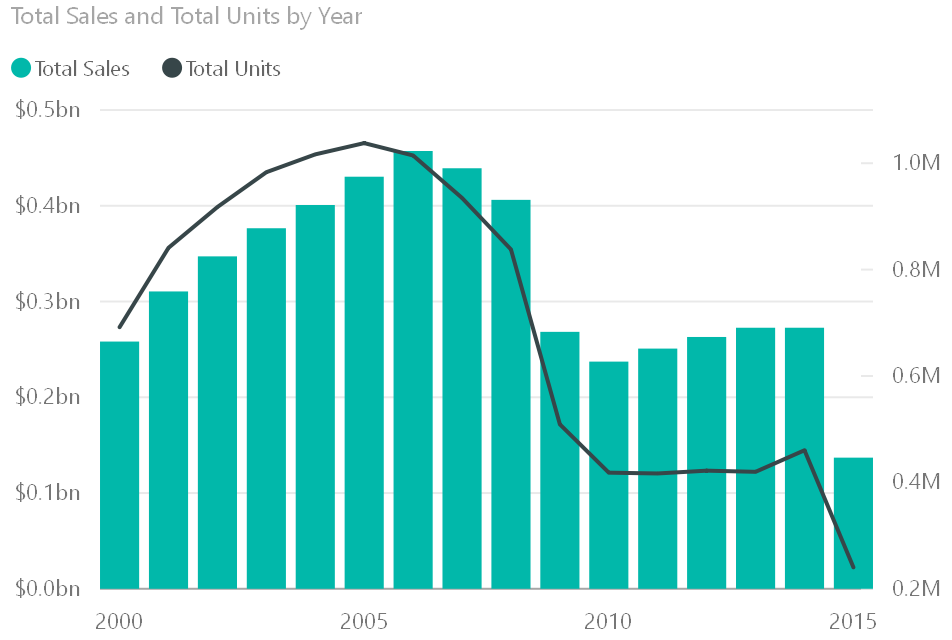 Total Sales and Total Units by Year
Total Sales Total Units
$0.5bn
$0.4bn
$0.3bn
$0.2bn
$0.1bn
$0.0bn
1.0M
0.8M
0.6M
0.4M
0.2M
2000 2005 2010 2015